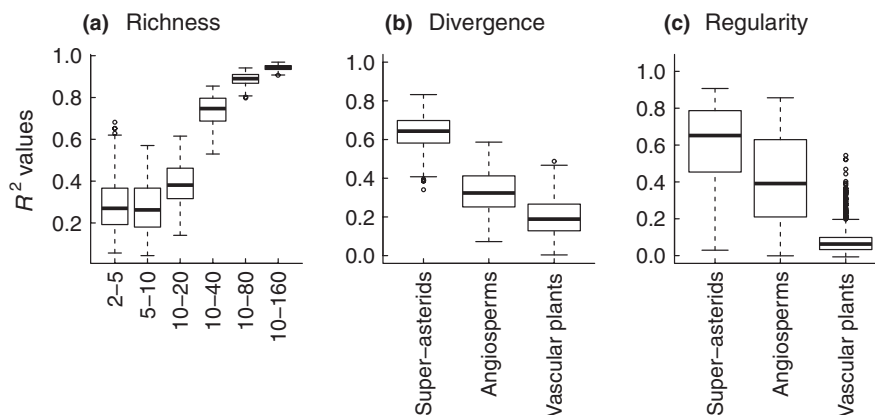 (a) Richness
R² values
1.0
0.8
0.6
0.4
0.2
2–5
5–10
10–20
10–40
10–80
10–160
(b) Divergence
1.0
0.8
0.6
0.4
0.2
0.0
Super–asterids
Angiosperms
Vascular plants
(c) Regularity
1.0
0.8
0.6
0.4
0.2
0.0
Super–asterids
Angiosperms
Vascular plants